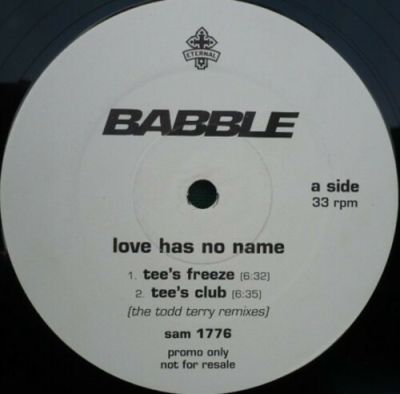 ETERNAL
BABBLE
a side
33 rpm
love has no name
1. tee's freeze (6:32)
2. tee's club (6:35)
[the todd terry remixes]
sam 1776
promo only
not for resale